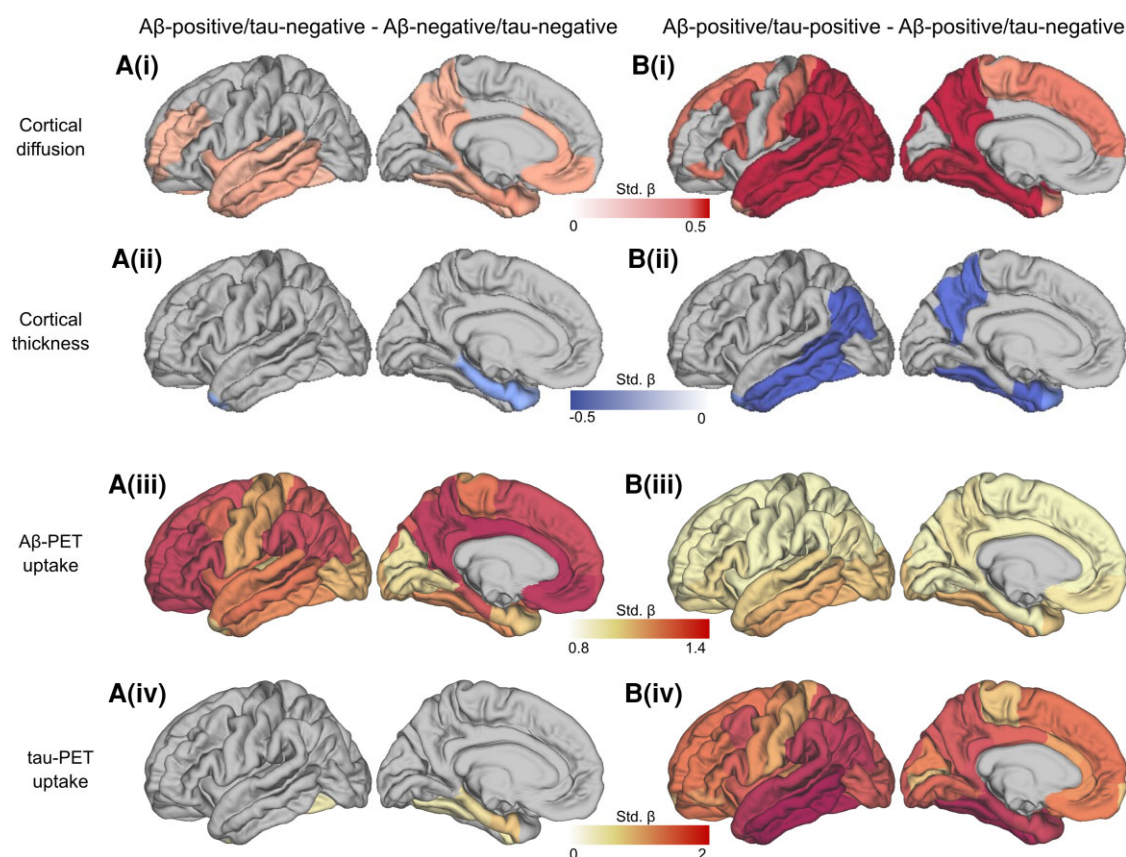 Aβ-positive/tau-negative - Aβ-negative/tau-negative
Aβ-positive/tau-positive - Aβ-positive/tau-negative
A(i)
B(i)
Cortical
diffusion
Std. β
0
0.5
A(ii)
B(ii)
Cortical
thickness
Std. β
-0.5
0
A(iii)
B(iii)
Aβ-PET
uptake
Std. β
0.8
1.4
A(iv)
B(iv)
tau-PET
uptake
Std. β
0
2